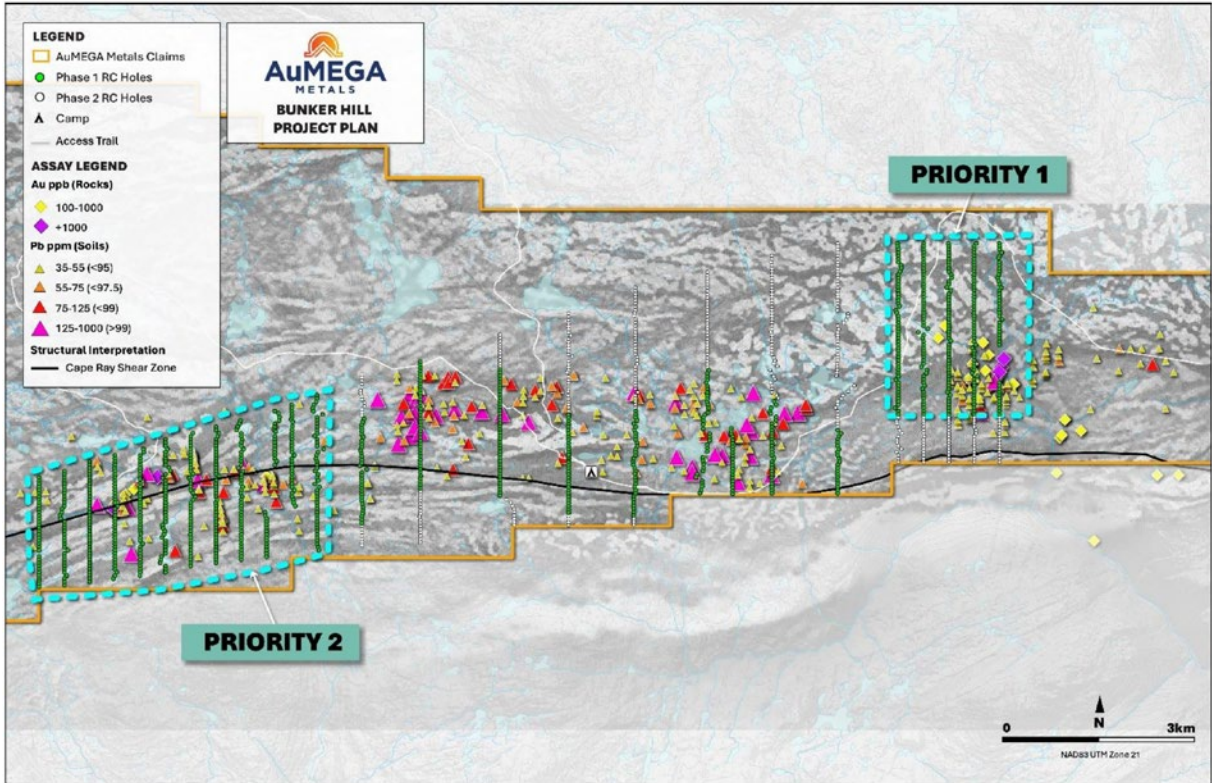 LEGEND
AuMEGA Metals Claims
Phase 1 RC Holes
Phase 2 RC Holes
Camp
Access Trail
ASSAY LEGEND
Au ppb (Rocks)
100-1000
+1000
Pb ppm (Soils)
35-55 (<95)
55-75 (<97.5)
75-125 (<99)
125-1000 (>99)
Structural Interpretation
Cape Ray Shear Zone
AuMEGA
METALS
BUNKER HILL
PROJECT PLAN
PRIORITY 1
PRIORITY 2
N
0 3km
NAD83 UTM Zone 21